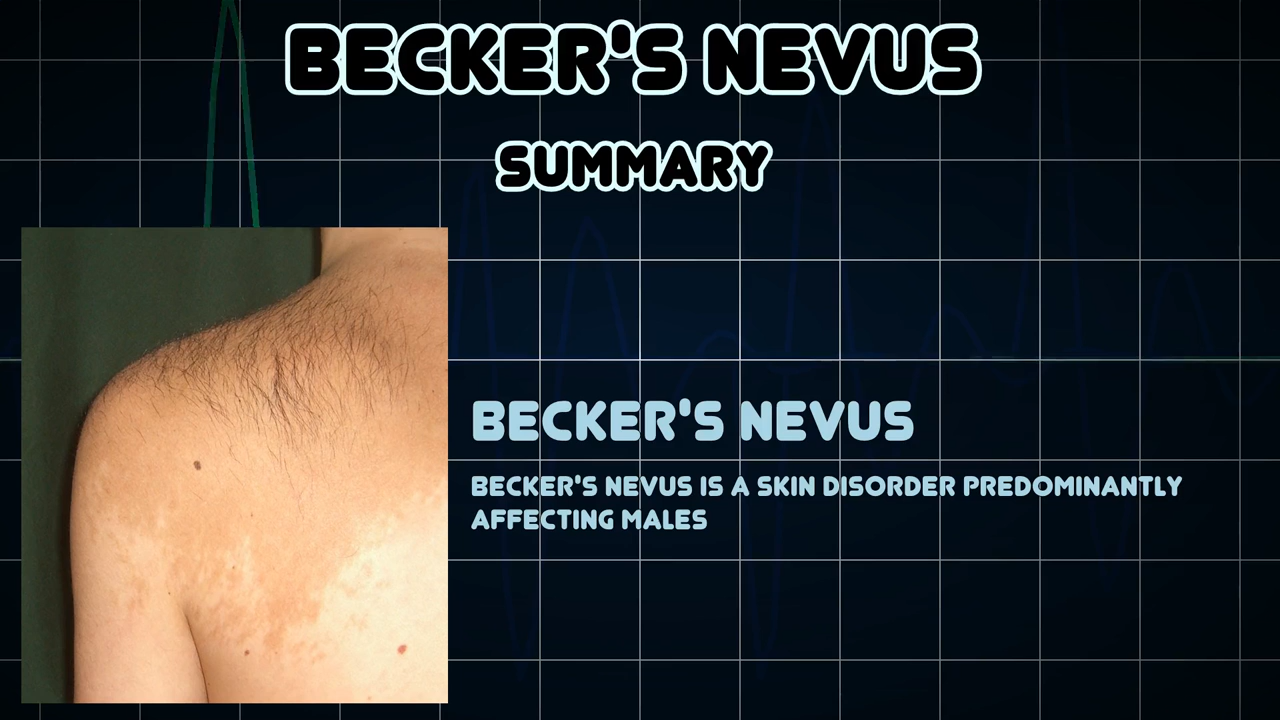 BECKER'S NEVUS
SUMMARY
BECKER'S NEVUS
BECKER'S NEVUS IS A SKIN DISORDER PREDOMINANTLY
AFFECTING MALES